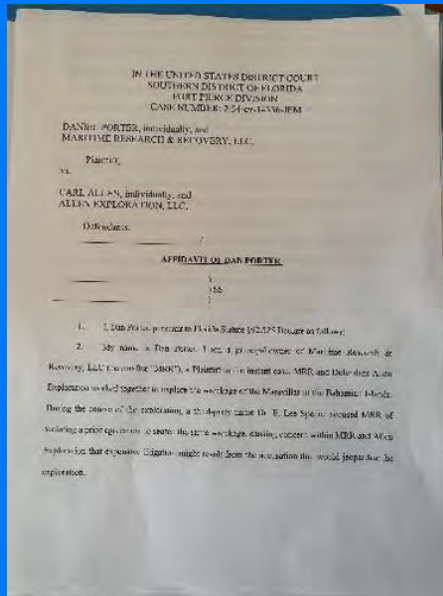 IN THE UNITED STATES DISTRICT COURT
SOUTHERN DISTRICT OF FLORIDA
FORT PIERCE DIVISION
CASE NUMBER:
DANIEL PORTER, individually, and
MARITIME RESEARCH & RECOVERY, LLC,
Plaintiff,
vs.
CARL ALLEN, individually, and
ALLEN EXPLORATION, LLC,
Defendants.
/
AFFIDAVIT OF DAN PORTER
)
) SS
)
1. I, Dan Porter, pursuant to Florida Statute declare as follows:
2. My name is Dan Porter. I am a principal owner of Maritime Research &
Recovery, LLC "MRR"), a Plaintiff in the instant case. MRR and Defendant Allen
Exploration worked together to explore the wreckage of the Maravillas in the Bahamian Islands.
During the course of the exploration, a third-party name Dr. E. Lee Spence accused MRR of
violating a prior agreement to search the same wreckage, causing concern within MRR and Allen
Exploration that expensive litigation might result from the accusation that would jeopardize the
exploration.